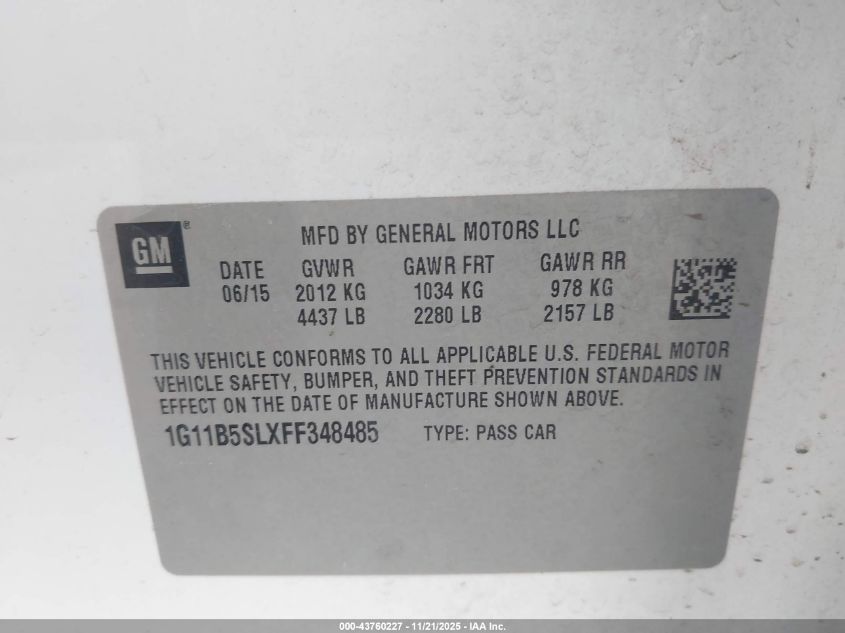 GM ®
MFD BY GENERAL MOTORS LLC
DATE GVWR GAWR FRT GAWR RR
06/15 2012 KG 1034 KG 978 KG
4437 LB 2280 LB 2157 LB
THIS VEHICLE CONFORMS TO ALL APPLICABLE U.S. FEDERAL MOTOR
VEHICLE SAFETY, BUMPER, AND THEFT PREVENTION STANDARDS IN
EFFECT ON THE DATE OF MANUFACTURE SHOWN ABOVE.
1G11B5SLXFF348485 TYPE: PASS CAR
000-43760227 - 11/21/2025 - IAA Inc.